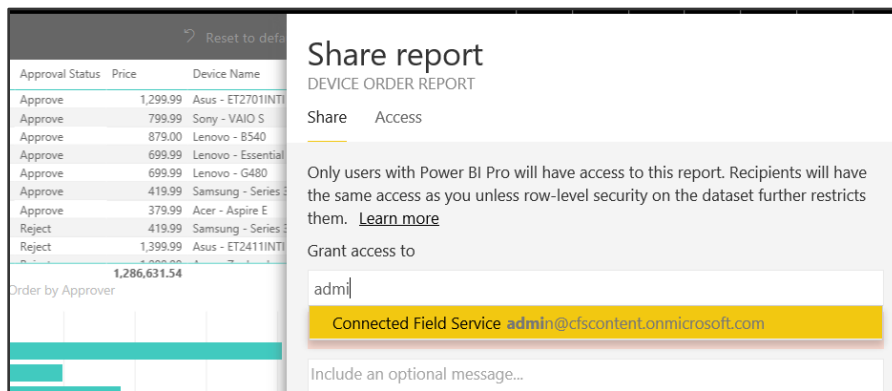 Reset to defa
Approval Status Price Device Name
Approve 1,299.99 Asus - ET2701INTI
Approve 799.99 Sony - VAIO S
Approve 879.00 Lenovo - B540
Approve 699.99 Lenovo - Essential
Approve 699.99 Lenovo - G480
Approve 419.99 Samsung - Series 3
Approve 379.99 Acer - Aspire E
Reject 419.99 Samsung - Series 3
Reject 1,399.99 Asus - ET2411INTI
1,286,631.54
Order by Approver
Share report
DEVICE ORDER REPORT
Share Access
Only users with Power BI Pro will have access to this report. Recipients will have
the same access as you unless row-level security on the dataset further restricts
them. Learn more
Grant access to
admi
Connected Field Service admin@cfscontent.onmicrosoft.com
Include an optional message...